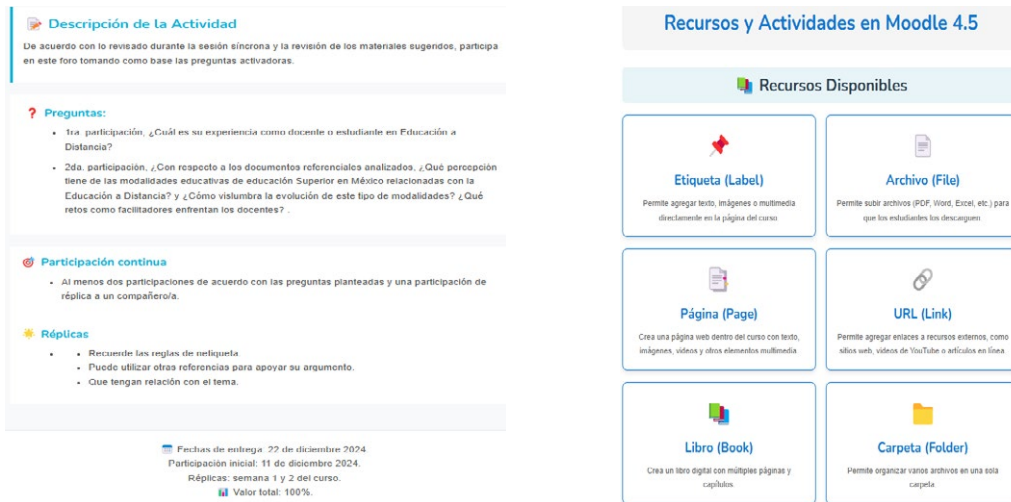 Descripción de la Actividad
De acuerdo con lo revisado durante la sesión síncrona y la revisión de los materiales sugeridos, participa
en este foro tomando como base las preguntas activadoras.
Preguntas:
1ra. participación, ¿Cuál es su experiencia como docente o estudiante en Educación a
Distancia?
2da. participación, ¿Con respecto a los documentos referenciales analizados, ¿Qué percepción
tiene de las modalidades educativas de educación Superior en México relacionadas con la
Educación a Distancia? y ¿Cómo vislumbra la evolución de este tipo de modalidades? ¿Qué
retos como facilitadores enfrentan los docentes? .
Participación continua
Al menos dos participaciones de acuerdo con las preguntas planteadas y una participación de
réplica a un compañero/a.
Réplicas
Recuerde las reglas de netiqueta
Puede utilizar otras referencias para apoyar su argumento.
Que tengan relación con el tema.
Fechas de entrega: 22 de diciembre 2024
Participación inicial: 11 de diciembre 2024.
Réplicas: semana 1 y 2 del curso.
Valor total: 100%.
Recursos y Actividades en Moodle 4.5
Recursos Disponibles
Etiqueta (Label)
Permite agregar texto, imágenes o multimedia
directamente en la página del curso
Archivo (File)
Permite subir archivos (PDF, Word, Excel, etc.) para
que los estudiantes los descarguen
Página (Page)
Crea una página web dentro del curso con texto,
imágenes, videos y otros elementos multimedia
URL (Link)
Permite agregar enlaces a recursos externos, como
sitios web, videos de YouTube o artículos en línea
Libro (Book)
Crea un libro digital con múltiples páginas y
capítulos
Carpeta (Folder)
Permite organizar varios archivos en una sola
carpeta